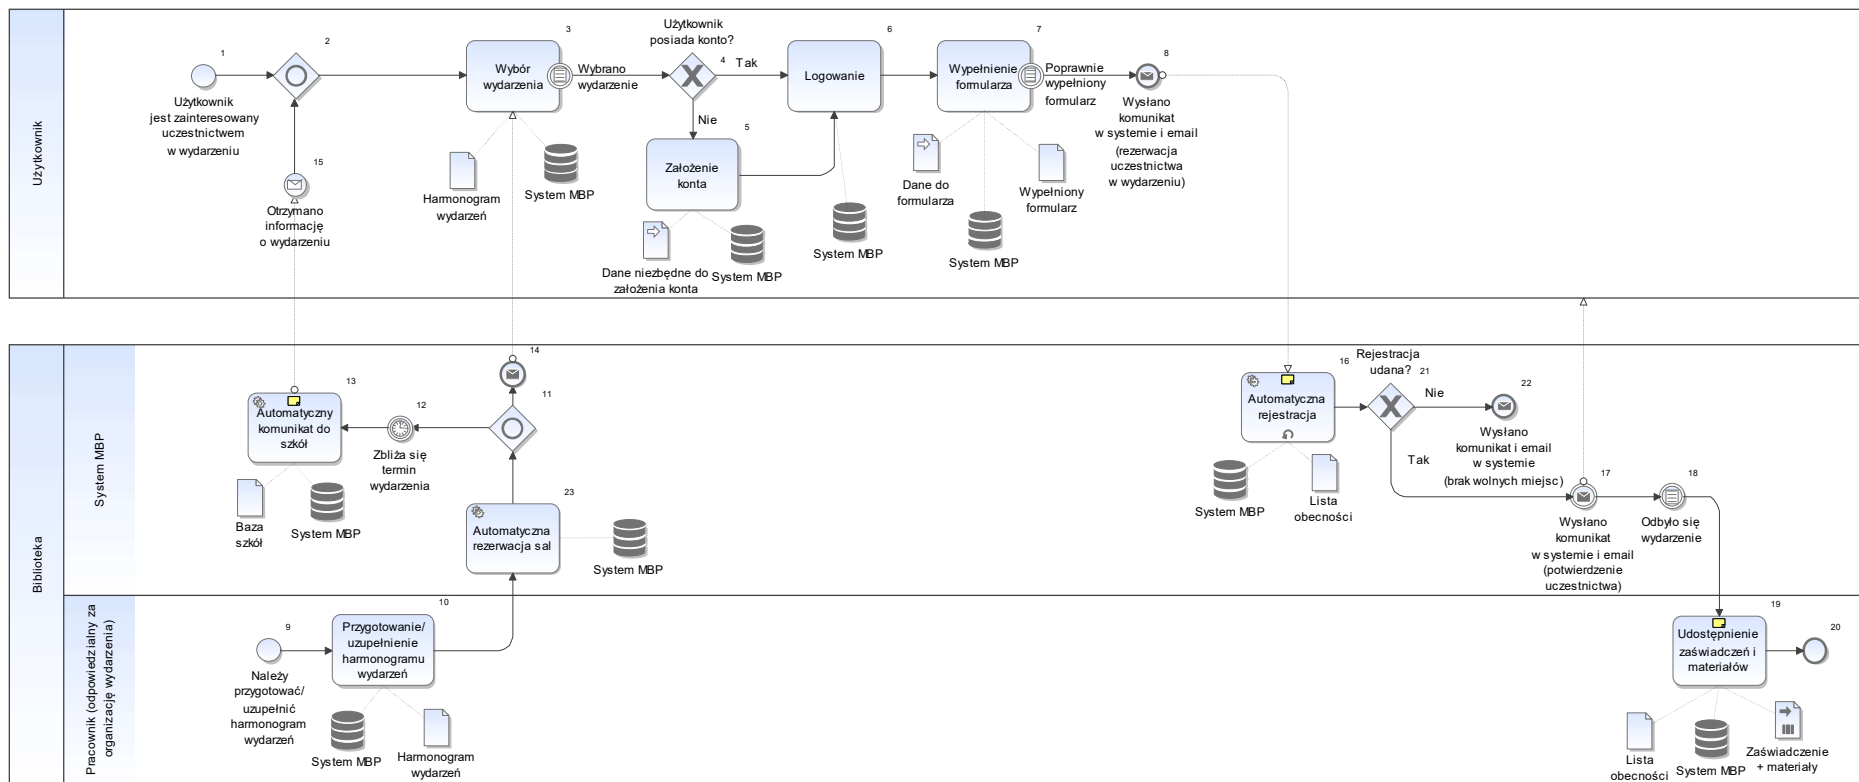 Użytkownik
1
Użytkownik
jest zainteresowany
uczestnictwem
w wydarzeniu
2
15
Otrzymano
informację
o wydarzeniu
3
Wybór
wydarzenia
Wybrano
wydarzenie
Harmonogram
wydarzeń
System MBP
Użytkownik
posiada konto?
4
Tak
Nie
5
Założenie
konta
Dane niezbędne do
założenia konta
System MBP
6
Logowanie
System MBP
7
Wypełnienie
formularza
Poprawnie
wypełniony
formularz
Dane do
formularza
System MBP
Wypełniony
formularz
8
Wysłano
komunikat
w systemie i email
(rezerwacja
uczestnictwa
w wydarzeniu)
Biblioteka
System MBP
13
Automatyczny
komunikat do
szkół
Baza
szkół
System MBP
12
Zbliża się
termin
wydarzenia
14
11
23
Automatyczna
rezerwacja sal
System MBP
16
Automatyczna
rejestracja
System MBP
Lista
obecności
Rejestracja
udana?
21
Nie
Tak
22
Wysłano
komunikat i email
w systemie
(brak wolnych miejsc)
17
Wysłano
komunikat
w systemie i email
(potwierdzenie
uczestnictwa)
18
Odbyło się
wydarzenie
Pracownik (odpowiedzialny za
organizację wydarzenia)
9
Należy
przygotować/
uzupełnić
harmonogram
wydarzeń
10
Przygotowanie/
uzupełnienie
harmonogramu
wydarzeń
System MBP
Harmonogram
wydarzeń
19
Udostępnienie
zaświadczeń i
materiałów
Lista
obecności
System MBP
Zaświadczenie
+ materiały
20